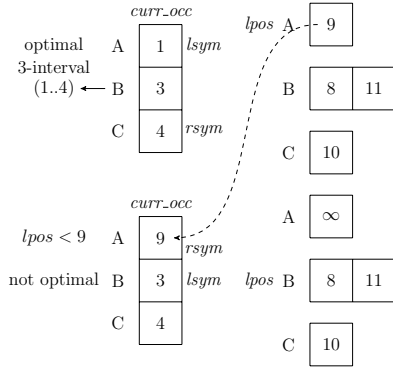 curr_occ
optimal
3-interval
(1..4)
A 1 lsym
B 3
C 4 rsym
lpos A 9
B 8 11
C 10
curr_occ
lpos < 9
not optimal
A 9 rsym
B 3 lsym
C 4
A ∞
lpos B 8 11
C 10